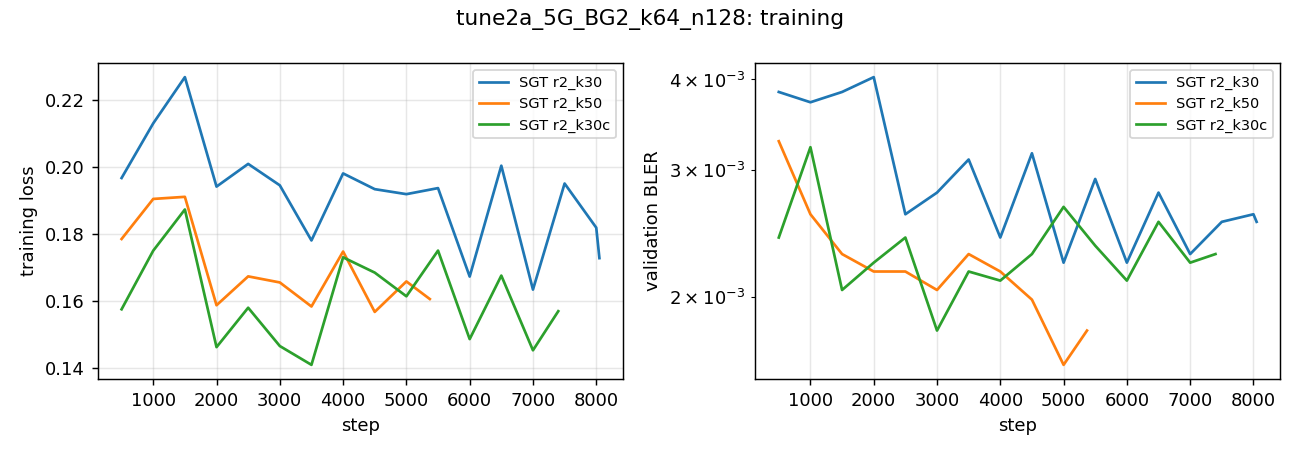 tune2a_5G_BG2_k64_n128: training
training loss
0.22
0.20
0.18
0.16
0.14
SGT r2_k30
SGT r2_k50
SGT r2_k30c
1000 2000 3000 4000 5000 6000 7000 8000
step
validation BLER
4 × 10⁻³
3 × 10⁻³
2 × 10⁻³
SGT r2_k30
SGT r2_k50
SGT r2_k30c
1000 2000 3000 4000 5000 6000 7000 8000
step